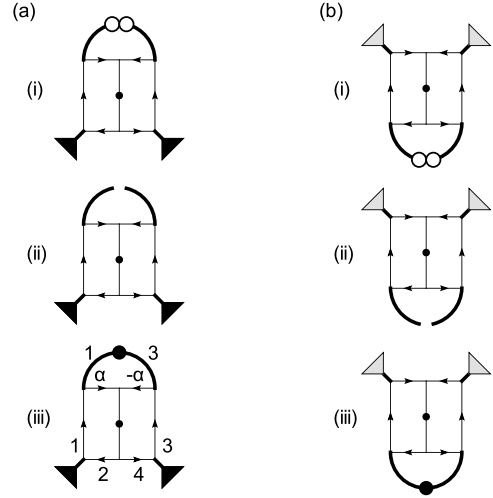 (a) (b)
(i) (i)
(ii) (ii)
1 3
α -α
(iii) (iii)
1 3
2 4